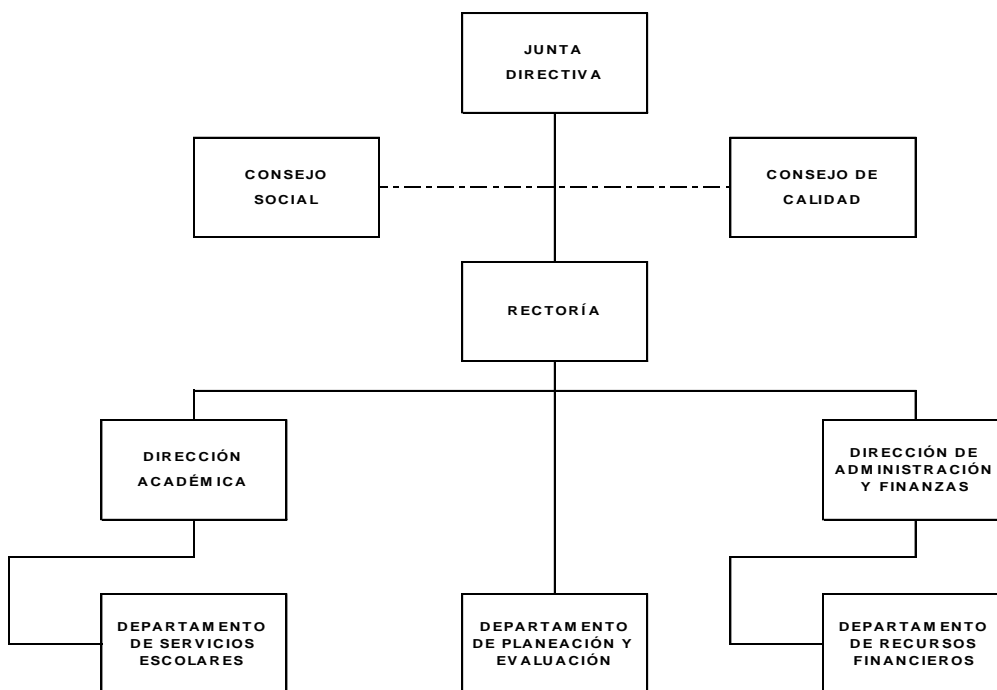 JUNTA
DIRECTIVA
CONSEJO
SOCIAL
CONSEJO DE
CALIDAD
RECTORÍA
DIRECCIÓN
ACADÉMICA
DIRECCIÓN DE
ADMINISTRACIÓN
Y FINANZAS
DEPARTAMENTO
DE SERVICIOS
ESCOLARES
DEPARTAMENTO
DE PLANEACIÓN Y
EVALUACIÓN
DEPARTAMENTO
DE RECURSOS
FINANCIEROS